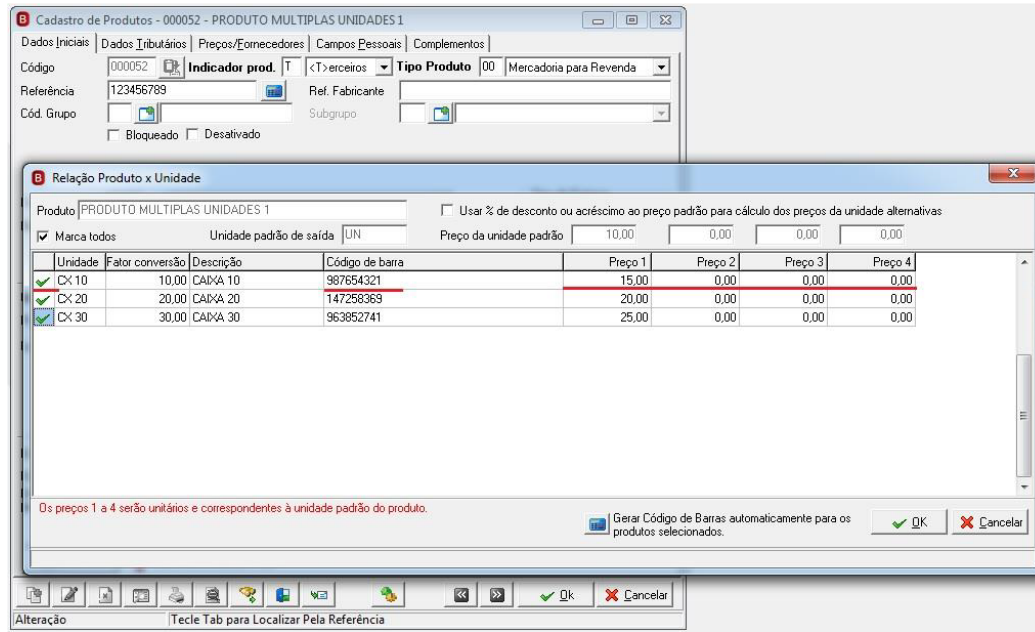 Cadastro de Produtos - 000052 - PRODUTO MULTIPLAS UNIDADES 1
Dados Iniciais Dados Tributários Preços/Fornecedores Campos Pessoais Complementos
Código 000052 Indicador prod. T <T>erceiros Tipo Produto 00 Mercadoria para Revenda
Referência 123456789 Ref. Fabricante
Cód. Grupo Subgrupo
Bloqueado Desativado
Relação Produto x Unidade
Produto PRODUTO MULTIPLAS UNIDADES 1 Usar % de desconto ou acréscimo ao preço padrão para cálculo dos preços da unidade alternativas
Marca todos Unidade padrão de saída UN Preço da unidade padrão 10,00 0,00 0,00 0,00
Unidade Fator conversão Descrição Código de barra Preço 1 Preço 2 Preço 3 Preço 4
CX 10 10,00 CAIXA 10 987654321 15,00 0,00 0,00 0,00
CX 20 20,00 CAIXA 20 147258369 20,00 0,00 0,00 0,00
CX 30 30,00 CAIXA 30 963852741 25,00 0,00 0,00 0,00
Os preços 1 a 4 serão unitários e correspondentes à unidade padrão do produto.
Gerar Código de Barras automaticamente para os
produtos selecionados.
OK Cancelar
Ok Cancelar
Alteração Tecle Tab para Localizar Pela Referência